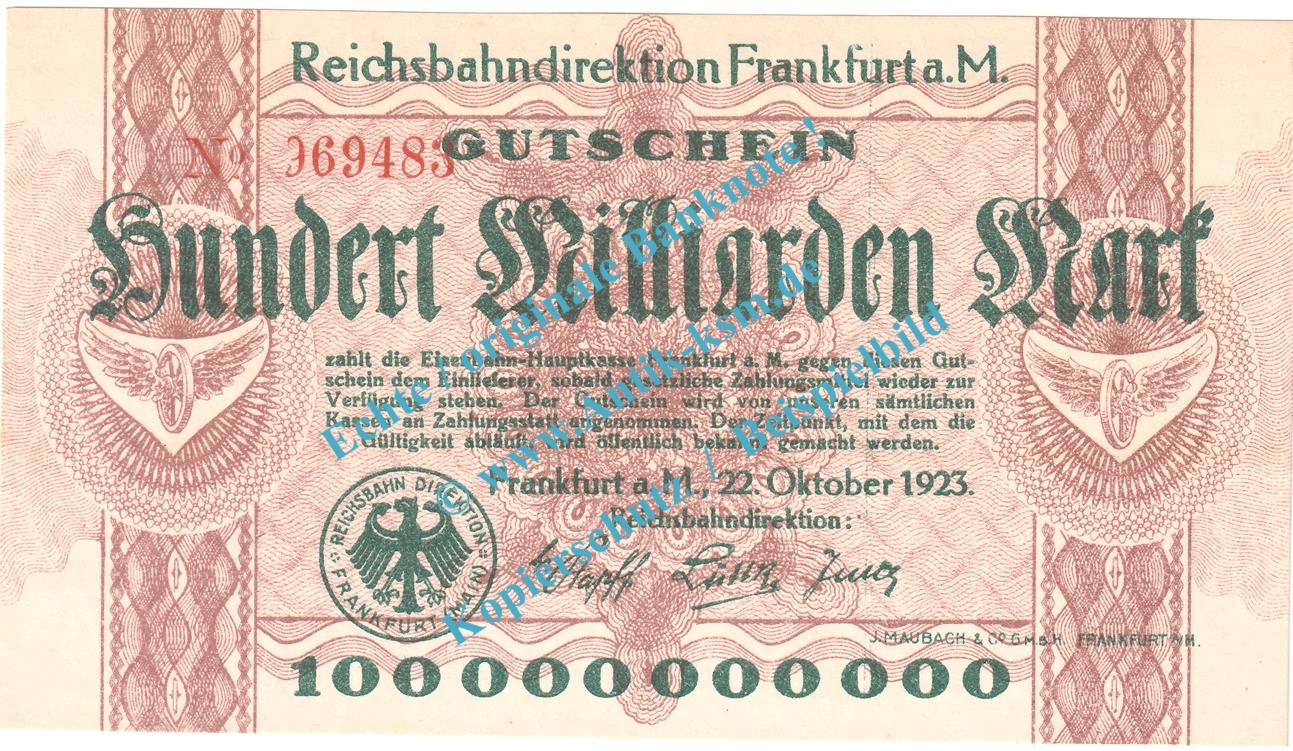 Reichsbahndirektion Frankfurt a. M.
GUTSCHEIN
No 069483
Hundert Milliarden Mark
zahlt die Eisenbahn-Hauptkasse Frankfurt a. M. gegen diesen Gut-
schein dem Einlieferer, sobald gesetzliche Zahlungsmittel wieder zur
Verfügung stehen. Der Gutschein wird von unseren sämtlichen
Kassen an Zahlungsstatt angenommen. Der Zeitpunkt, mit dem die
Gültigkeit abläuft, wird öffentlich bekannt gemacht werden.
Frankfurt a. M., 22. Oktober 1923.
Reichsbahndirektion:
REICHSBAHN DIREKTION
FRANKFURT (MAIN)
J. MAUBACH & CO. G.M.B.H. FRANKFURT A/M.
100000000000
Echte / originale Banknote !
© www.Antik-ksm.de
Kopierschutz / Beispielbild